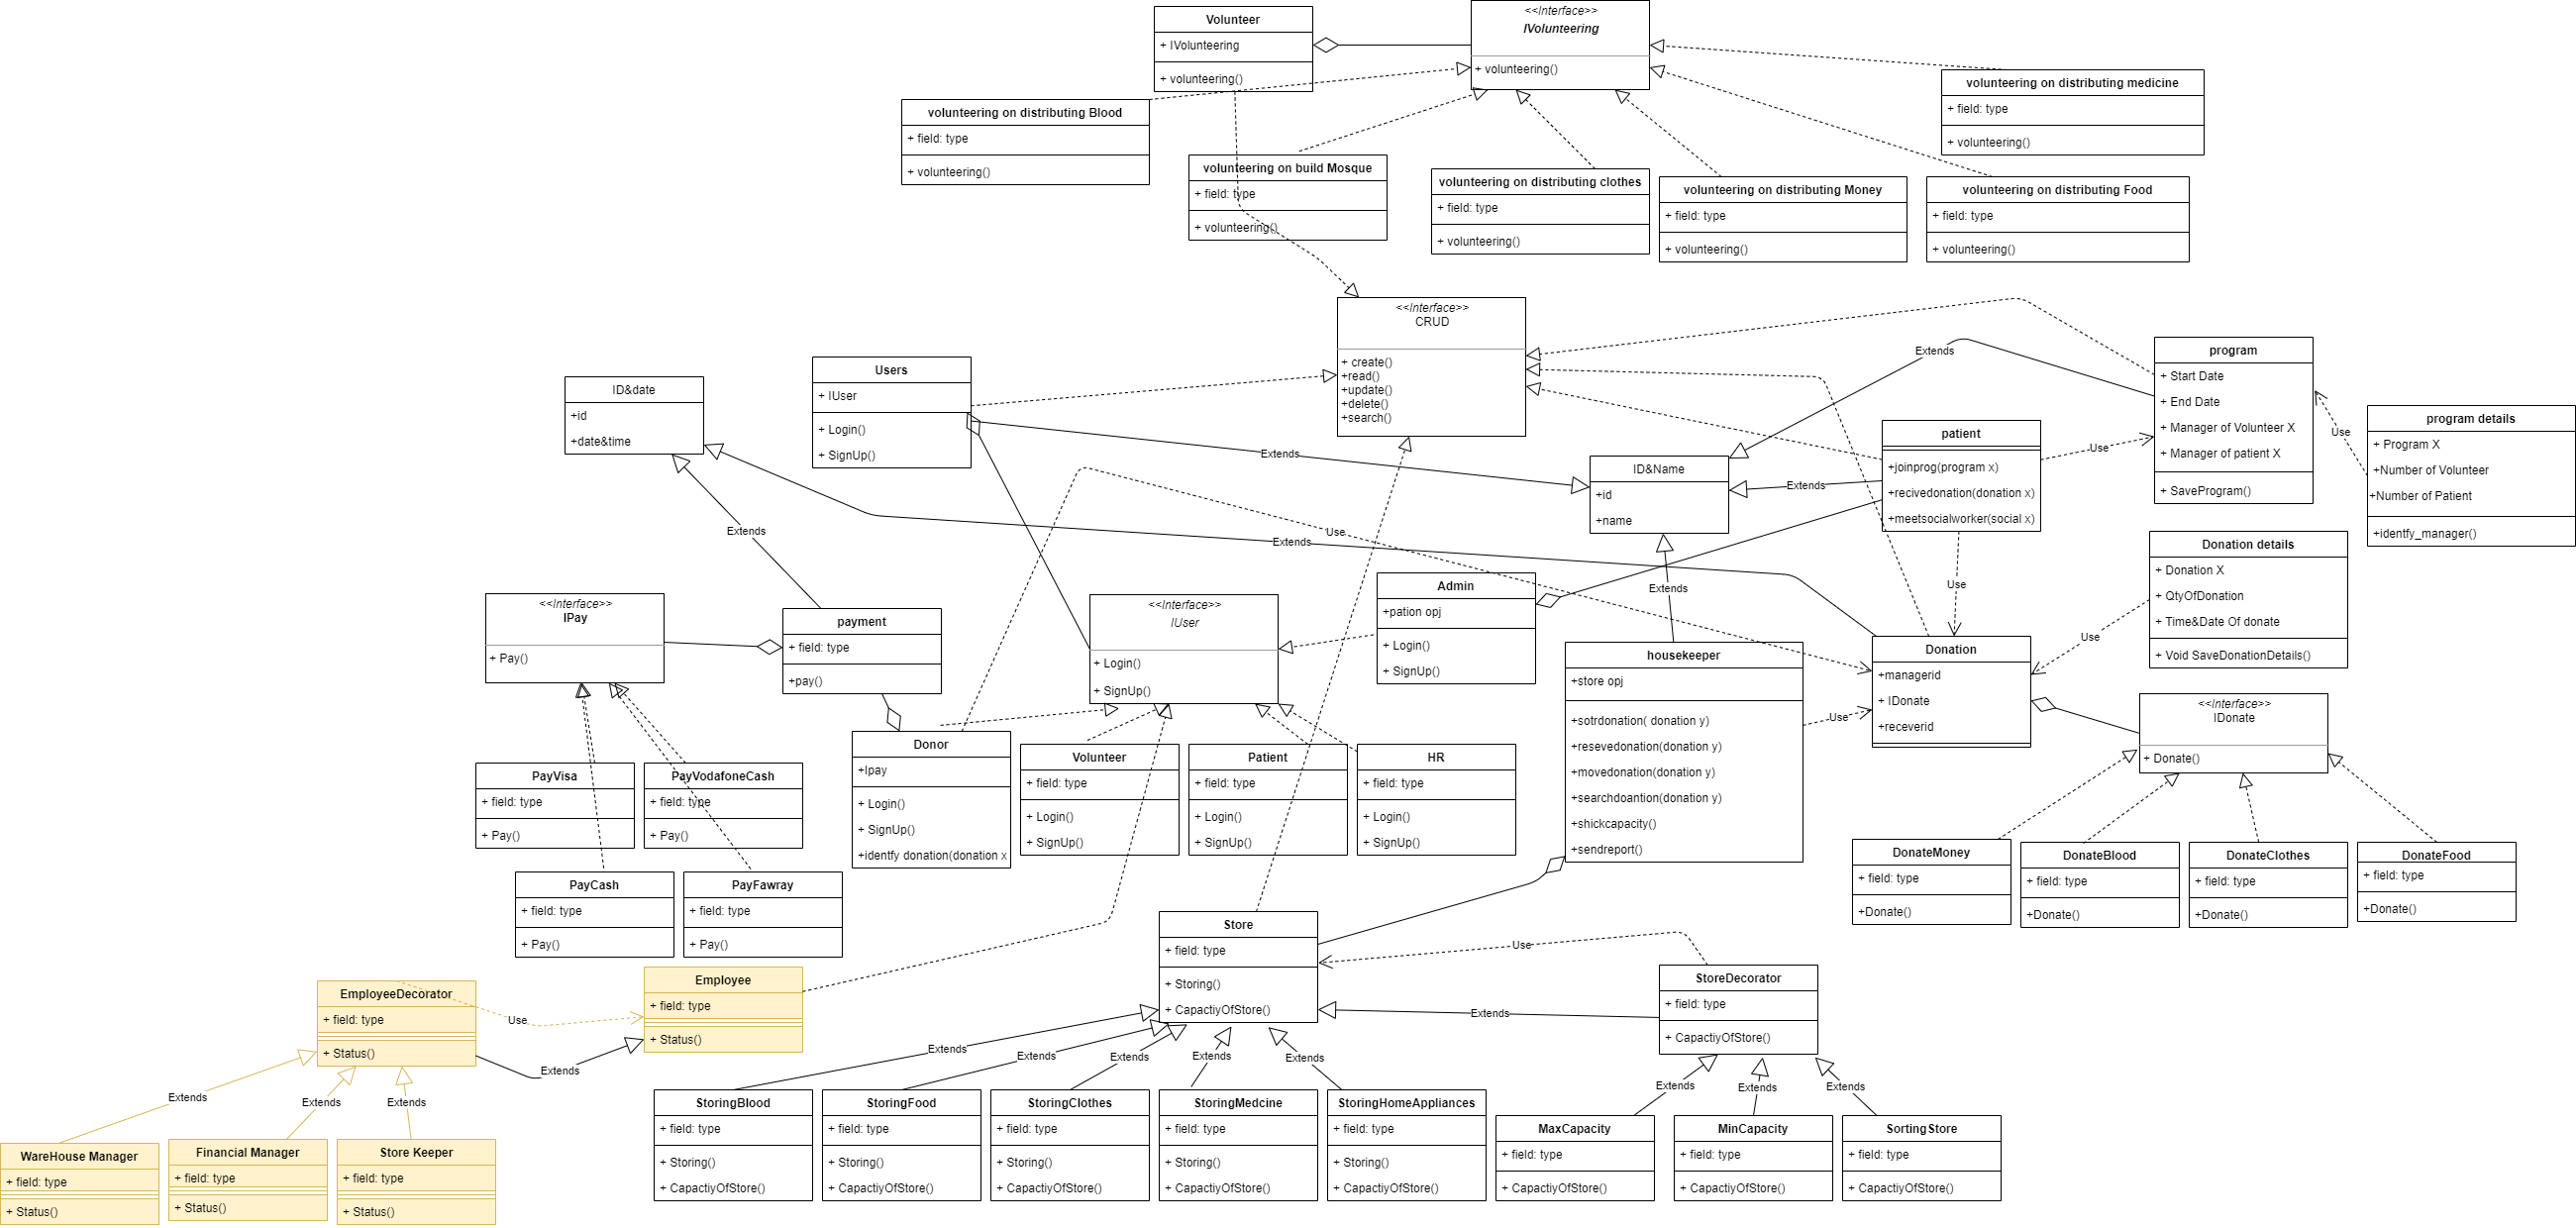 Volunteer
+ IVolunteering
+ volunteering()
<<Interface>>
IVolunteering
+ volunteering()
volunteering on distributing medicine
+ field: type
+ volunteering()
volunteering on distributing Blood
+ field: type
+ volunteering()
volunteering on build Mosque
+ field: type
+ volunteering()
volunteering on distributing clothes
+ field: type
+ volunteering()
volunteering on distributing Money
+ field: type
+ volunteering()
volunteering on distributing Food
+ field: type
+ volunteering()
<<Interface>>
CRUD
+ create()
+read()
+update()
+delete()
+search()
Extends
program
+ Start Date
+ End Date
+ Manager of Volunteer X
+ Manager of patient X
+ SaveProgram()
Use
program details
+ Program X
+Number of Volunteer
+Number of Patient
+identfy_manager()
ID&date
+id
+date&time
Users
+ IUser
+ Login()
+ SignUp()
Extends
ID&Name
+id
+name
Extends
patient
+joinprog(program x)
+recivedonation(donation x)
+meetsocialworker(social x)
Use
Extends
Extends
Use
Extends
Use
Donation details
+ Donation X
+ QtyOfDonation
+ Time&Date Of donate
+ Void SaveDonationDetails()
Use
<<Interface>>
IPay
+ Pay()
payment
+ field: type
+pay()
<<Interface>>
IUser
+ Login()
+ SignUp()
Admin
+pation opj
+ Login()
+ SignUp()
housekeeper
+store opj
+sotrdonation( donation y)
+resevedonation(donation y)
+movedonation(donation y)
+searchdoantion(donation y)
+shickcapacity()
+sendreport()
Use
Donation
+managerid
+ IDonate
+receverid
<<Interface>>
IDonate
+ Donate()
PayVisa
+ field: type
+ Pay()
PayVodafoneCash
+ field: type
+ Pay()
Donor
+Ipay
+ Login()
+ SignUp()
+identfy donation(donation x
Volunteer
+ field: type
+ Login()
+ SignUp()
Patient
+ field: type
+ Login()
+ SignUp()
HR
+ field: type
+ Login()
+ SignUp()
DonateMoney
+ field: type
+Donate()
DonateBlood
+ field: type
+Donate()
DonateClothes
+ field: type
+Donate()
DonateFood
+ field: type
+Donate()
PayCash
+ field: type
+ Pay()
PayFawray
+ field: type
+ Pay()
Store
+ field: type
+ Storing()
+ CapactiyOfStore()
Use
Extends
StoreDecorator
+ field: type
+ CapactiyOfStore()
EmployeeDecorator
+ field: type
+ Status()
Use
Extends
Employee
+ field: type
+ Status()
Extends
Extends
Extends
Extends
Extends
Extends
Extends
Extends
Extends
Extends
Extends
WareHouse Manager
+ field: type
+ Status()
Financial Manager
+ field: type
+ Status()
Store Keeper
+ field: type
+ Status()
StoringBlood
+ field: type
+ Storing()
+ CapactiyOfStore()
StoringFood
+ field: type
+ Storing()
+ CapactiyOfStore()
StoringClothes
+ field: type
+ Storing()
+ CapactiyOfStore()
StoringMedcine
+ field: type
+ Storing()
+ CapactiyOfStore()
StoringHomeAppliances
+ field: type
+ Storing()
+ CapactiyOfStore()
MaxCapacity
+ field: type
+ CapactiyOfStore()
MinCapacity
+ field: type
+ CapactiyOfStore()
SortingStore
+ field: type
+ CapactiyOfStore()